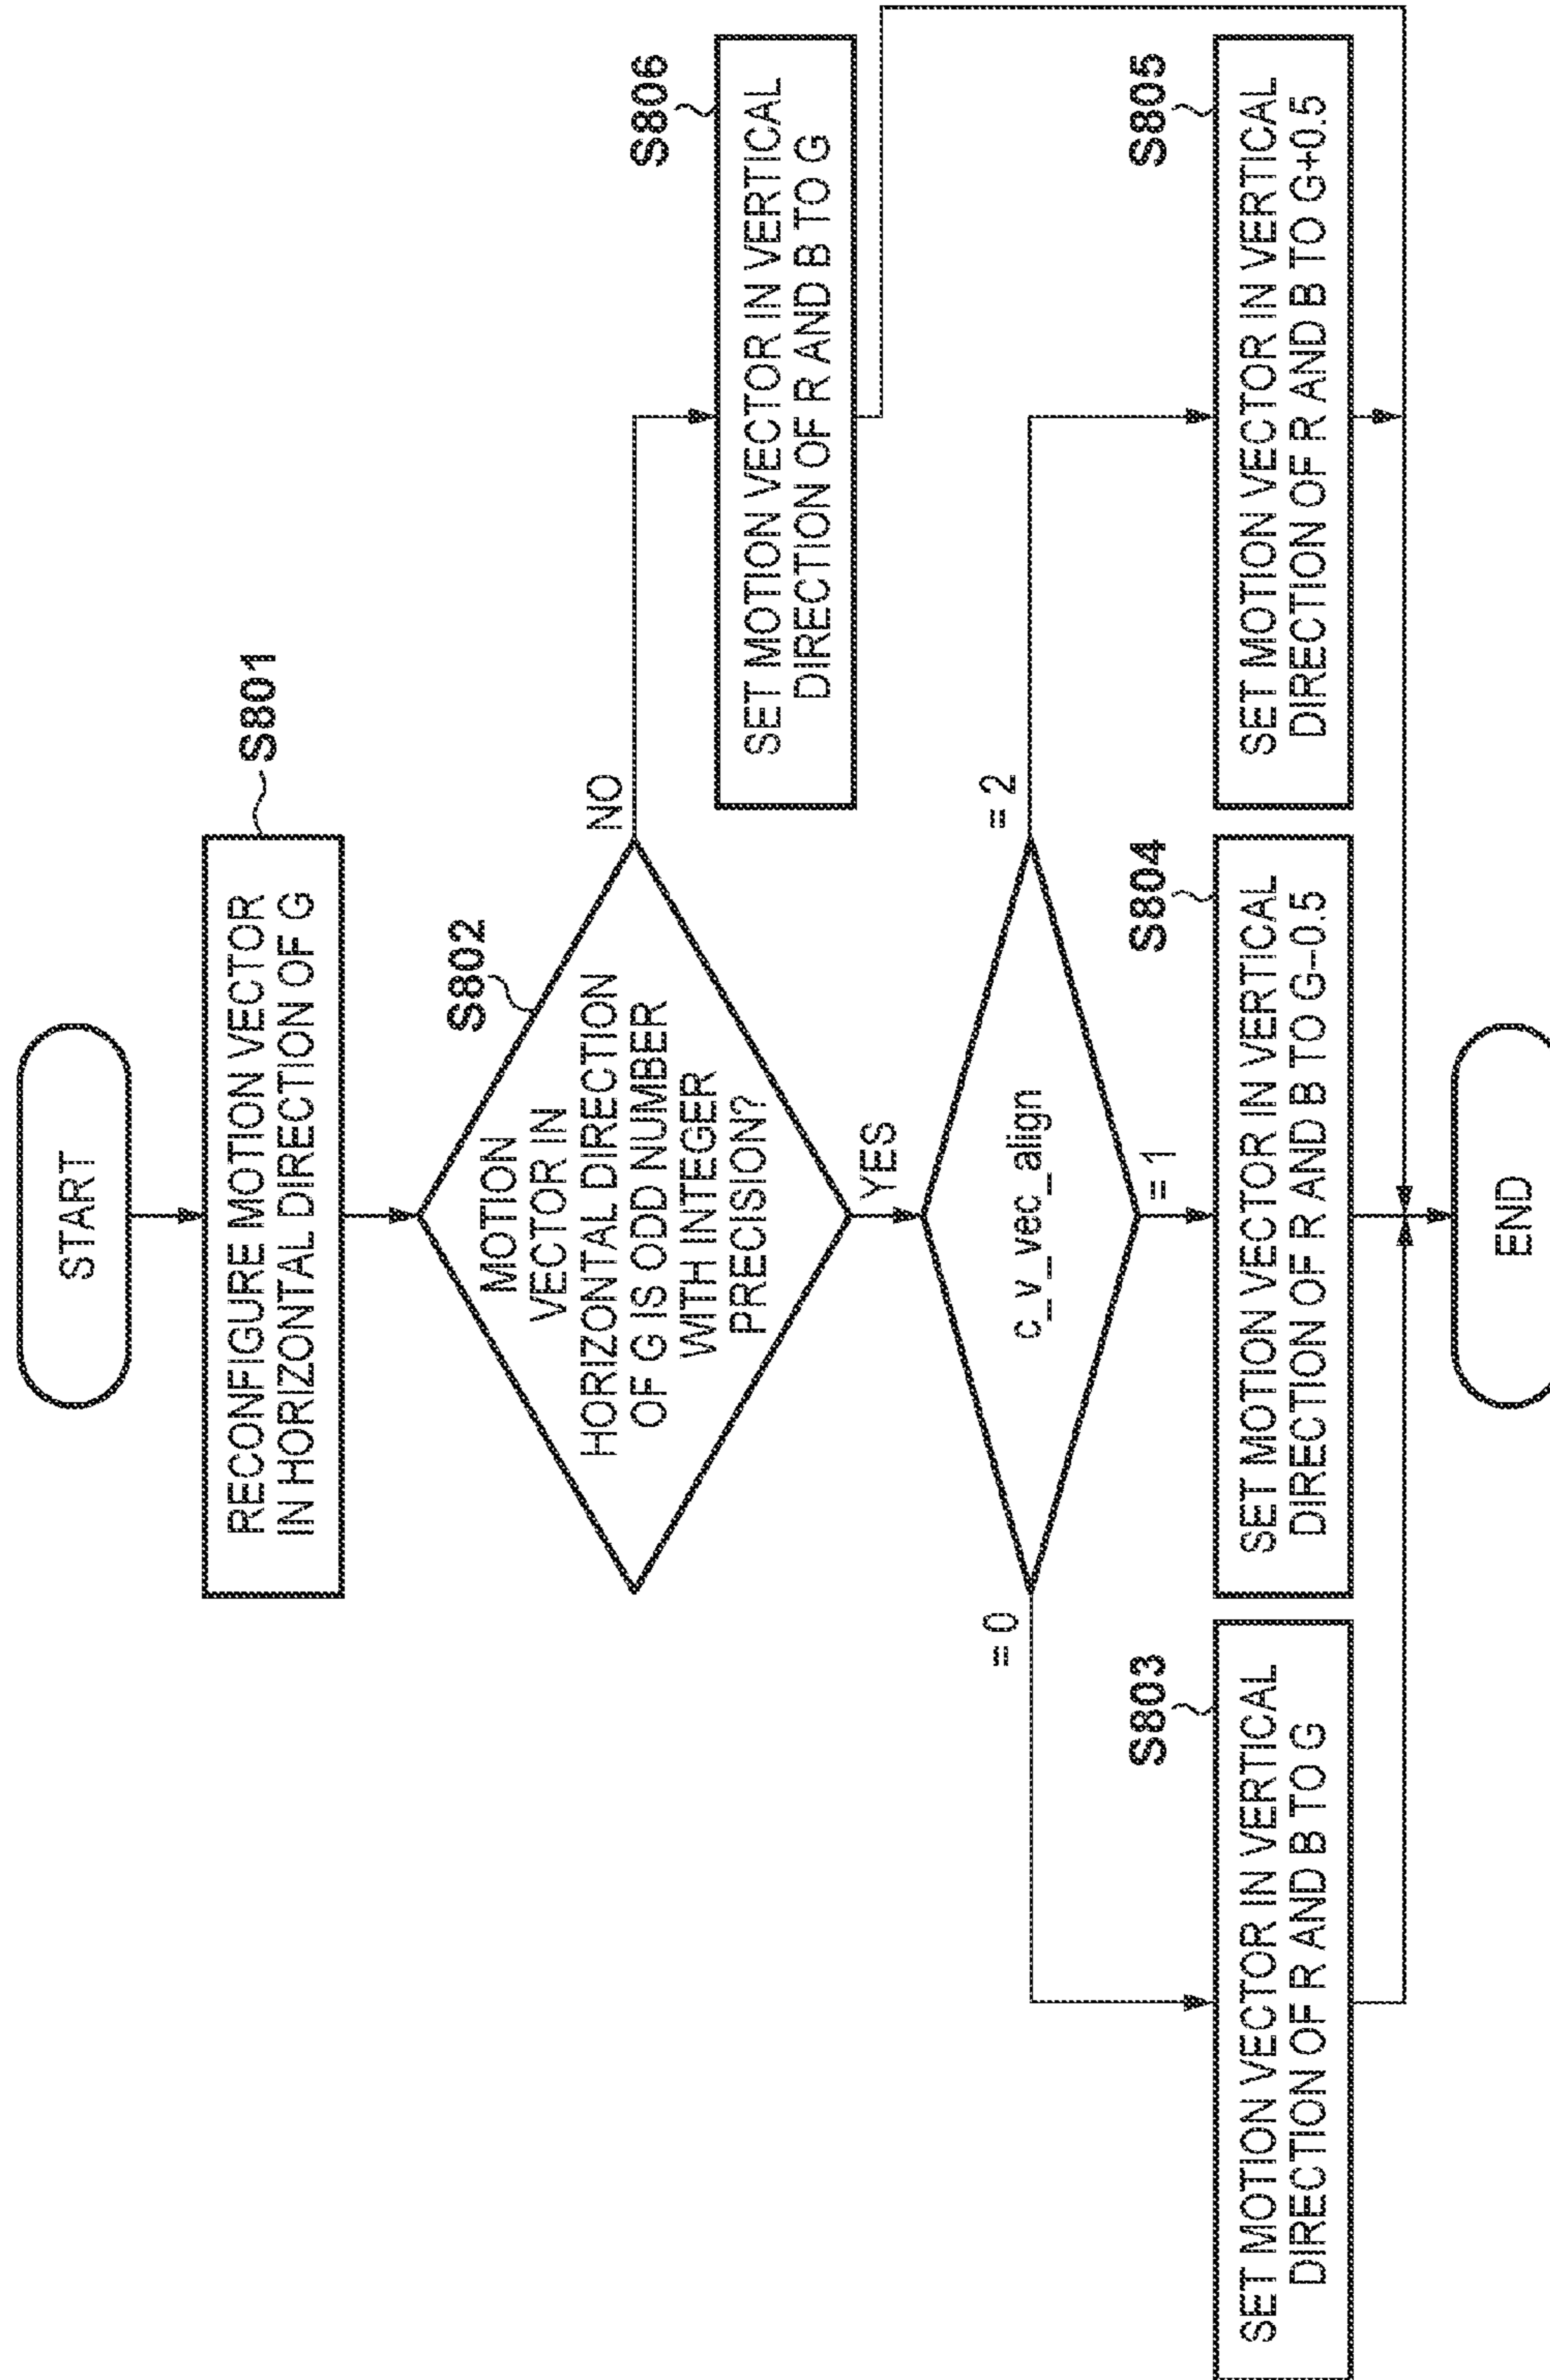 START
RECONFIGURE MOTION VECTOR
IN HORIZONTAL DIRECTION OF G
S801
MOTION
VECTOR IN
HORIZONTAL DIRECTION
OF G IS ODD NUMBER
WITH INTEGER
PRECISION?
S802
NO
YES
SET MOTION VECTOR IN VERTICAL
DIRECTION OF R AND B TO G
S806
c_v_vec_align
= 0
= 1
= 2
SET MOTION VECTOR IN VERTICAL
DIRECTION OF R AND B TO G
S803
SET MOTION VECTOR IN VERTICAL
DIRECTION OF R AND B TO G−0.5
S804
SET MOTION VECTOR IN VERTICAL
DIRECTION OF R AND B TO G+0.5
S805
END